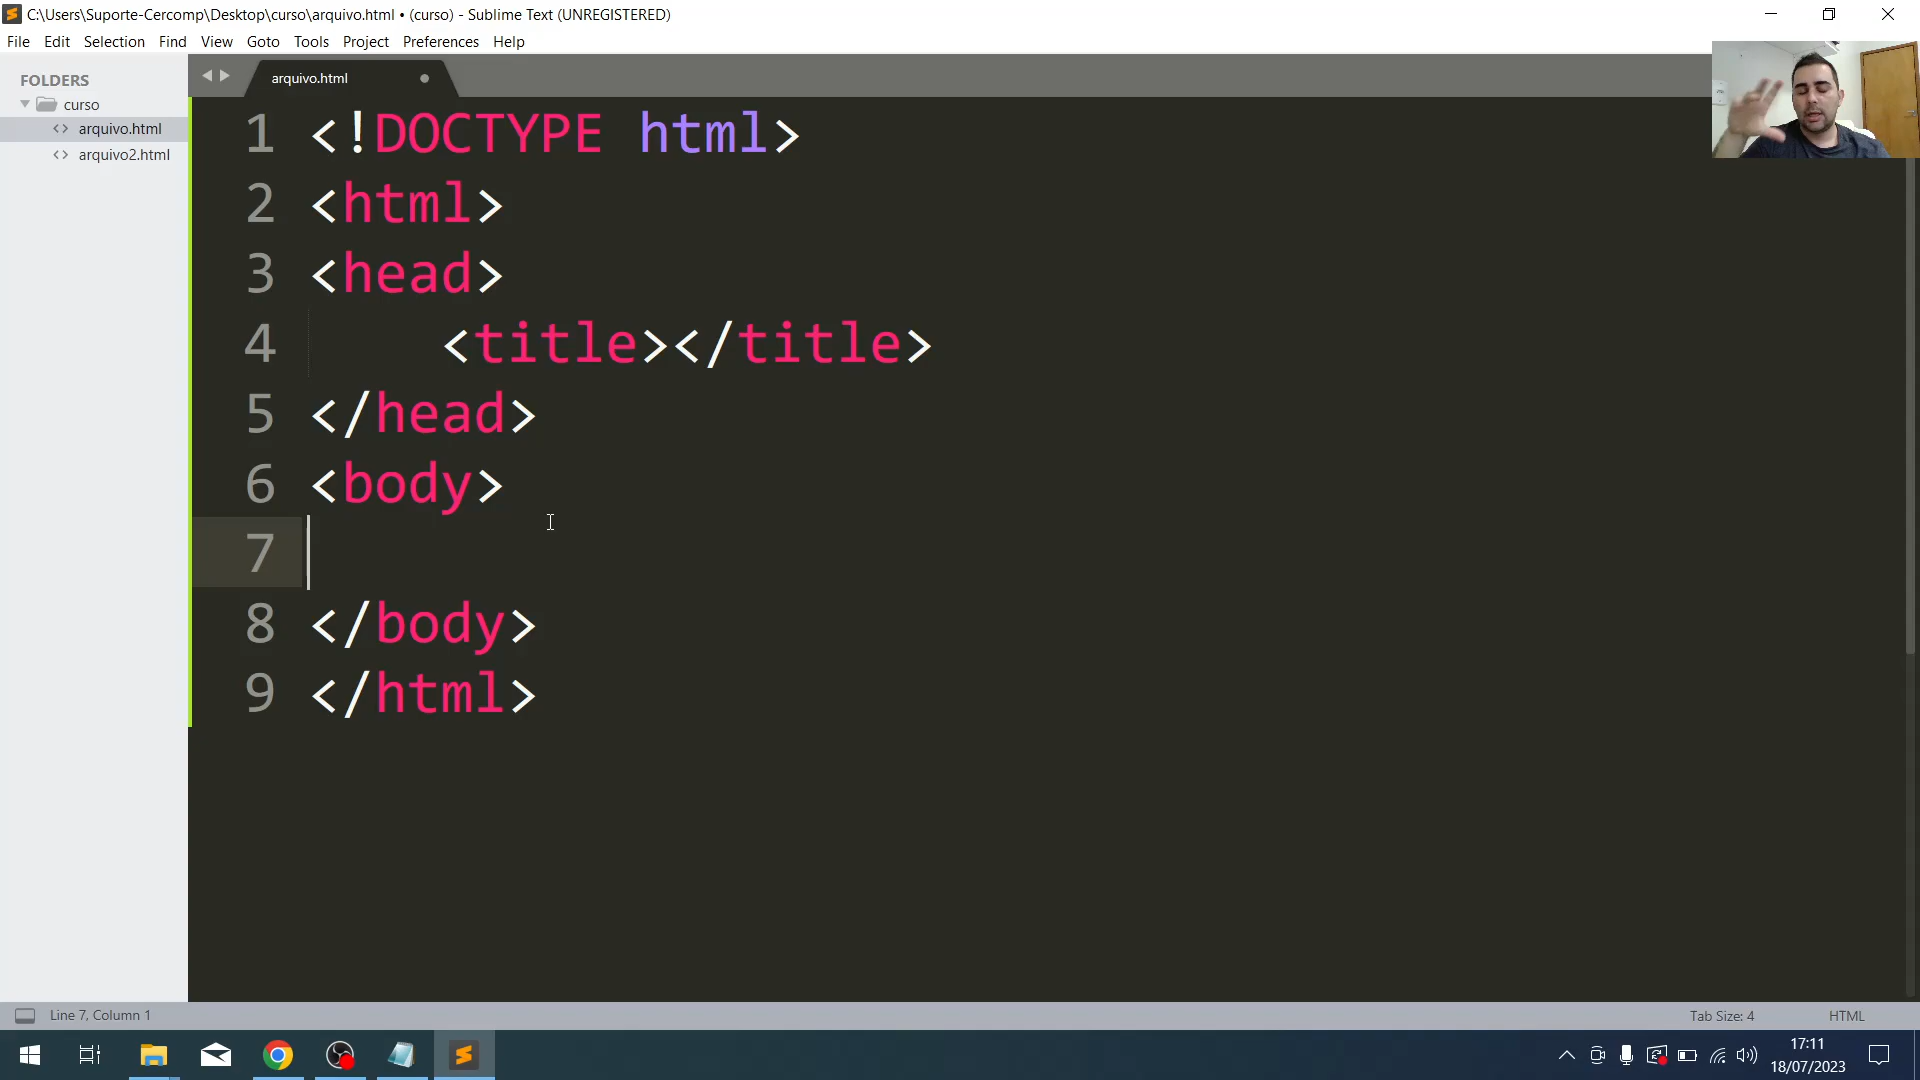 C:\Users\Suporte-Cercomp\Desktop\curso\arquivo.html • (curso) - Sublime Text (UNREGISTERED)
File Edit Selection Find View Goto Tools Project Preferences Help
FOLDERS
curso
arquivo.html
arquivo2.html
arquivo.html
1 <!DOCTYPE html>
2 <html>
3 <head>
4     <title></title>
5 </head>
6 <body>
7
8 </body>
9 </html>
Line 7, Column 1
Tab Size: 4
HTML
17:11
18/07/2023